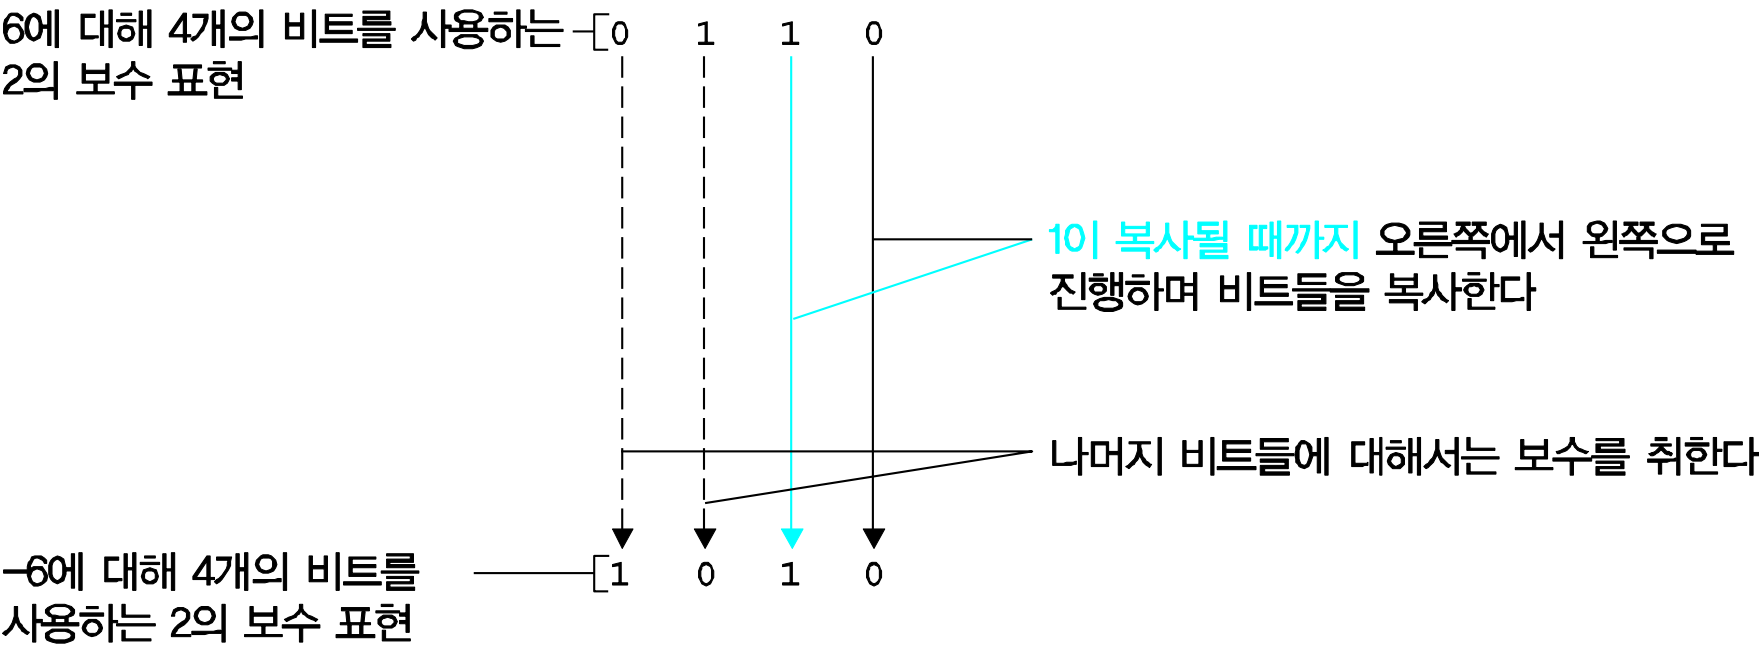 6에 대해 4개의 비트를 사용하는 0 1 1 0
2의 보수 표현
1이 복사될 때까지 오른쪽에서 왼쪽으로
진행하며 비트들을 복사한다
나머지 비트들에 대해서는 보수를 취한다
–6에 대해 4개의 비트를 1 0 1 0
사용하는 2의 보수 표현